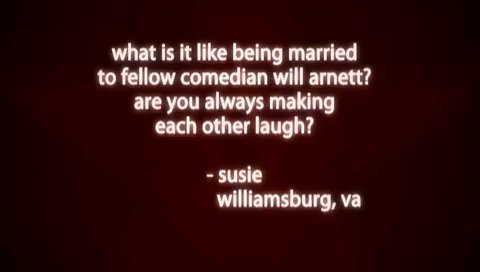 what is it like being married
to fellow comedian will arnett?
are you always making
each other laugh?
- susie
williamsburg, va